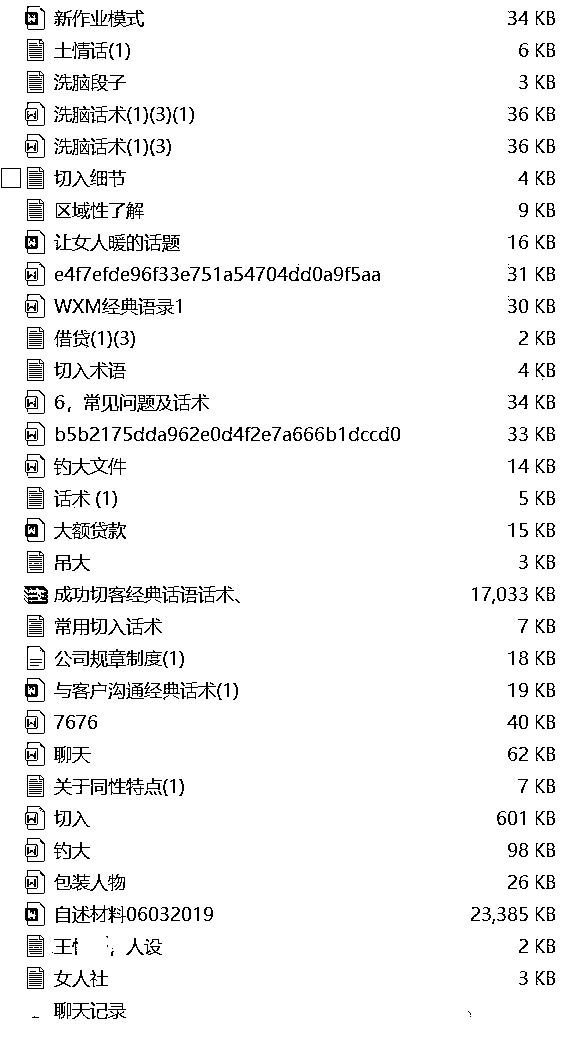 新作业模式 34 KB
土情话(1) 6 KB
洗脑段子 3 KB
洗脑话术(1)(3)(1) 36 KB
洗脑话术(1)(3) 36 KB
切入细节 4 KB
区域性了解 9 KB
让女人暖的话题 16 KB
e4f7efde96f33e751a54704dd0a9f5aa 31 KB
WXM经典语录1 30 KB
借贷(1)(3) 2 KB
切入术语 4 KB
6，常见问题及话术 34 KB
b5b2175dda962e0d4f2e7a666b1dccd0 33 KB
钓大文件 14 KB
话术 (1) 5 KB
大额贷款 15 KB
吊大 3 KB
成功切客经典话语话术、 17,033 KB
常用切入话术 7 KB
公司规章制度(1) 18 KB
与客户沟通经典话术(1) 19 KB
7676 40 KB
聊天 62 KB
关于同性特点(1) 7 KB
切入 601 KB
钓大 98 KB
包装人物 26 KB
自述材料06032019 23,385 KB
王 人设 2 KB
女人社 3 KB
聊天记录